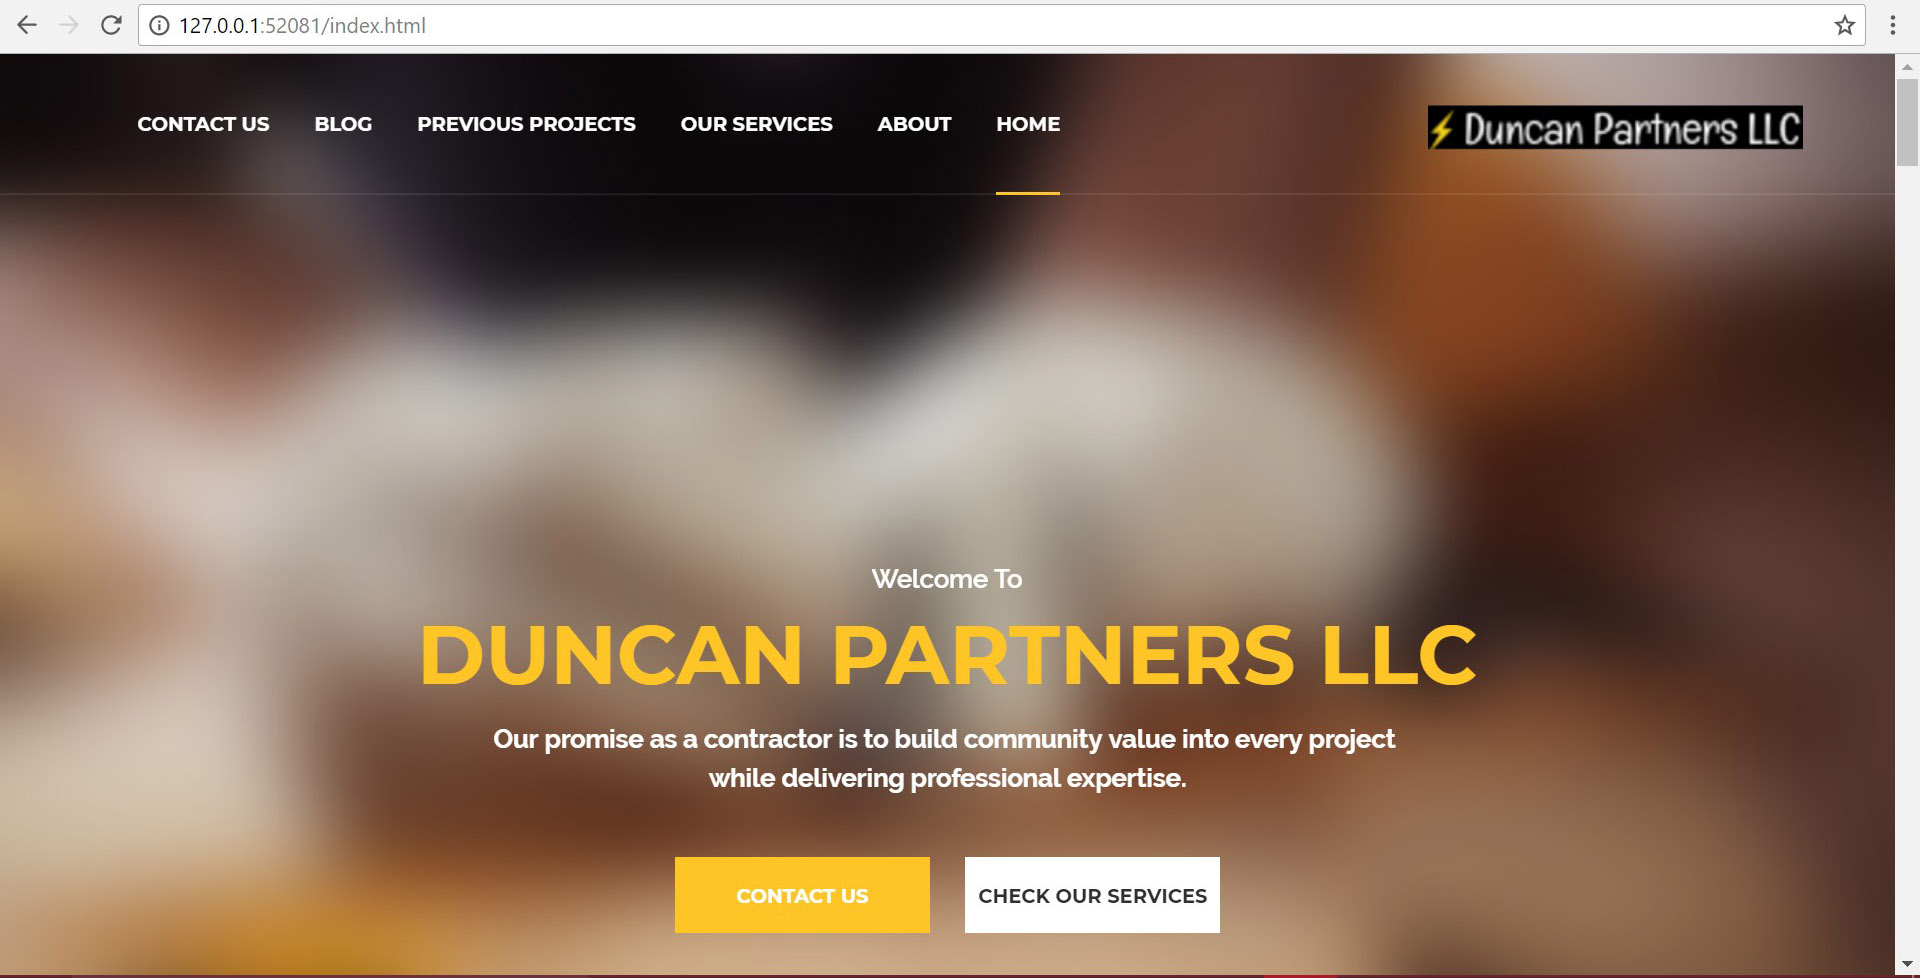 127.0.0.1:52081/index.html
CONTACT US BLOG PREVIOUS PROJECTS OUR SERVICES ABOUT HOME
Duncan Partners LLC
Welcome To
DUNCAN PARTNERS LLC
Our promise as a contractor is to build community value into every project
while delivering professional expertise.
CONTACT US
CHECK OUR SERVICES